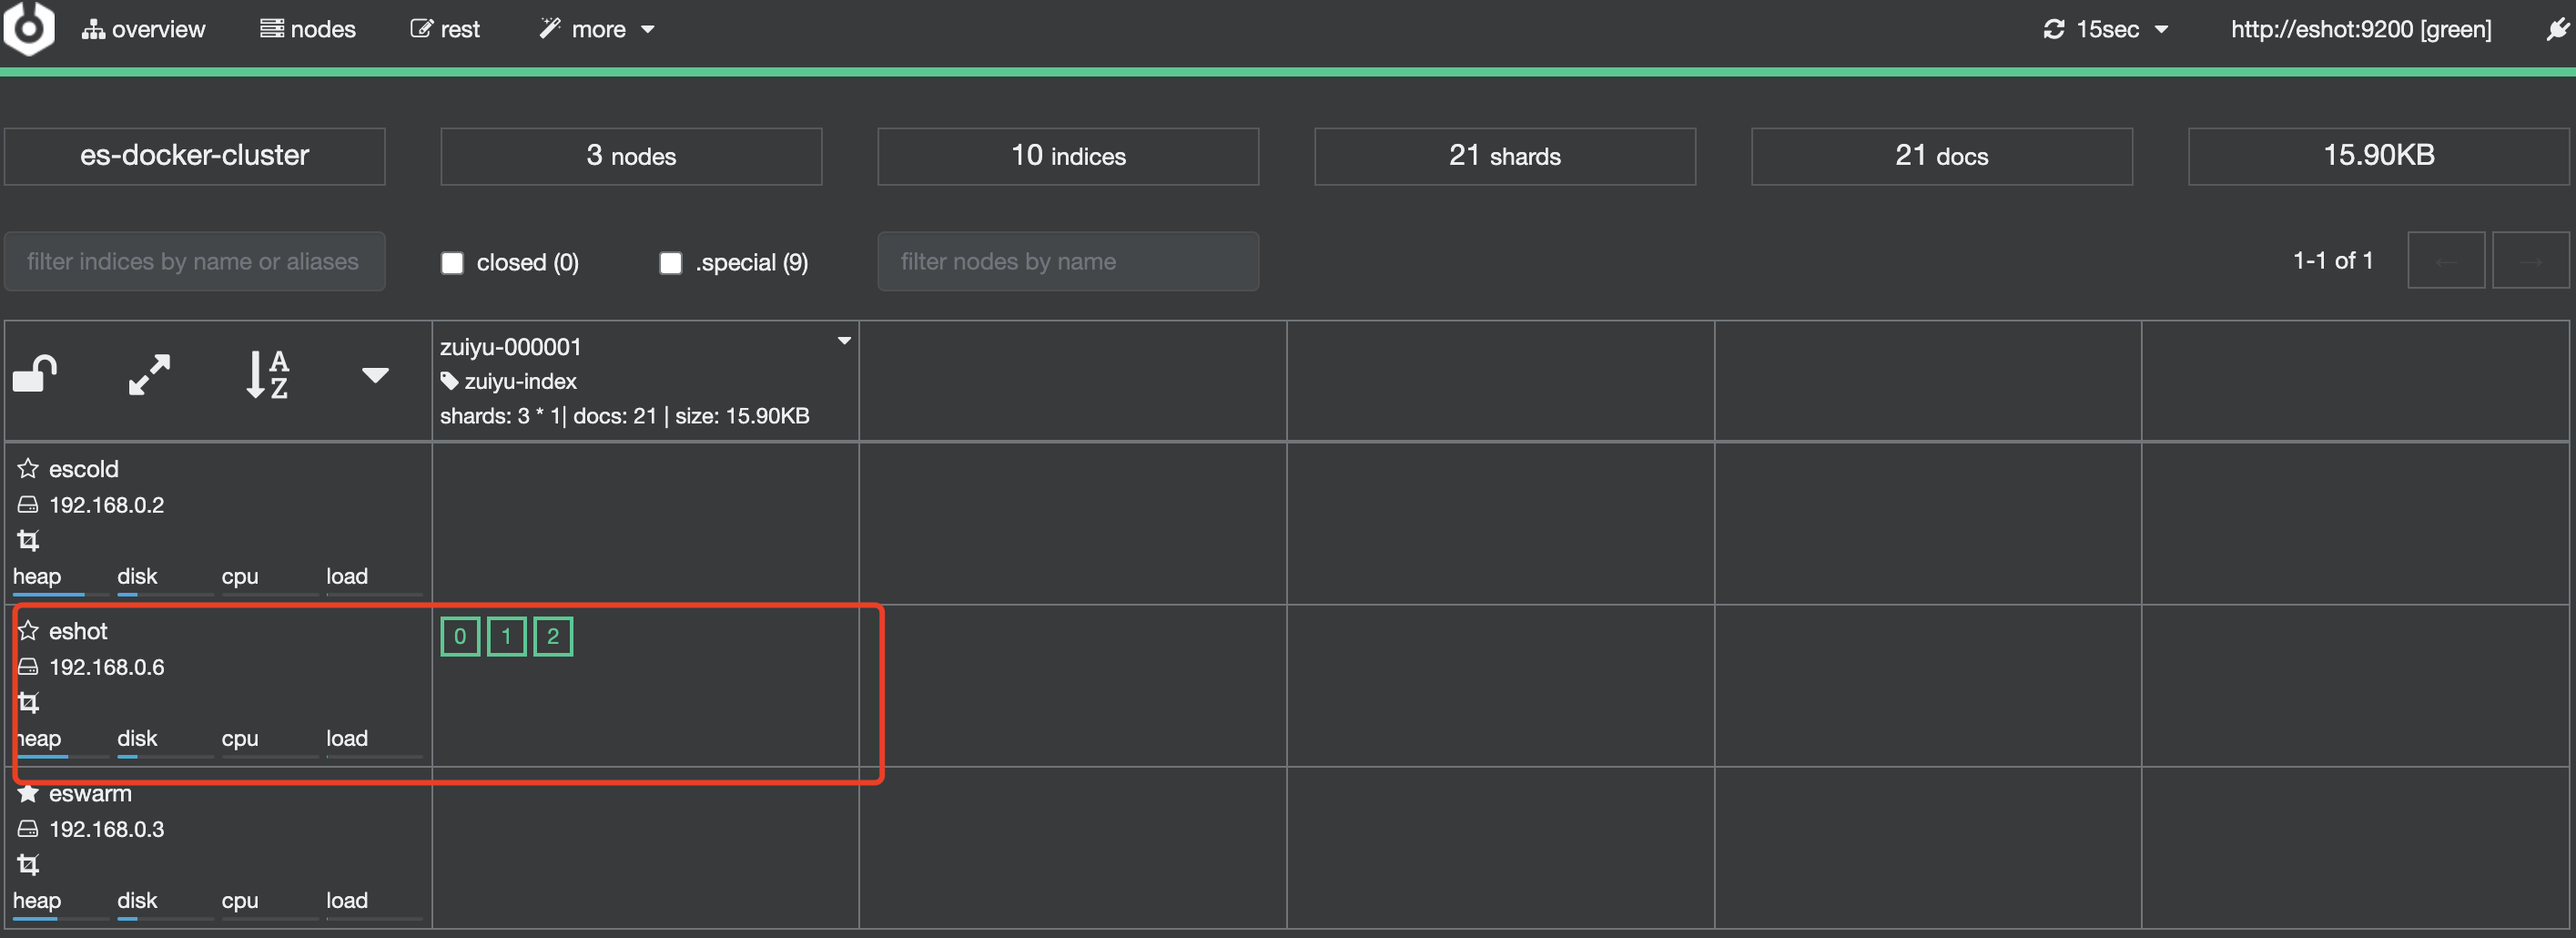 overview nodes rest more 15sec http://eshot:9200 [green]
es-docker-cluster 3 nodes 10 indices 21 shards 21 docs 15.90KB
filter indices by name or aliases closed (0) .special (9) filter nodes by name 1-1 of 1 ← →
A
Z
zuiyu-000001
zuiyu-index
shards: 3 * 1| docs: 21 | size: 15.90KB
escold
192.168.0.2
heap disk cpu load
eshot 0 1 2
192.168.0.6
heap disk cpu load
eswarm
192.168.0.3
heap disk cpu load